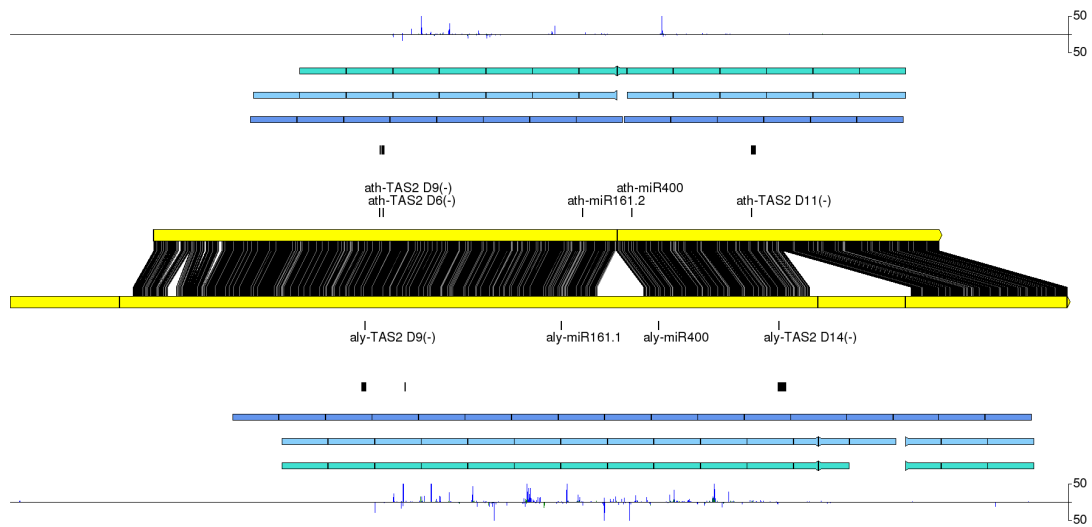 50
50
ath-TAS2 D9(-) ath-miR400
ath-TAS2 D6(-) ath-miR161.2 ath-TAS2 D11(-)
aly-TAS2 D9(-) aly-miR161.1 aly-miR400 aly-TAS2 D14(-)
50
50